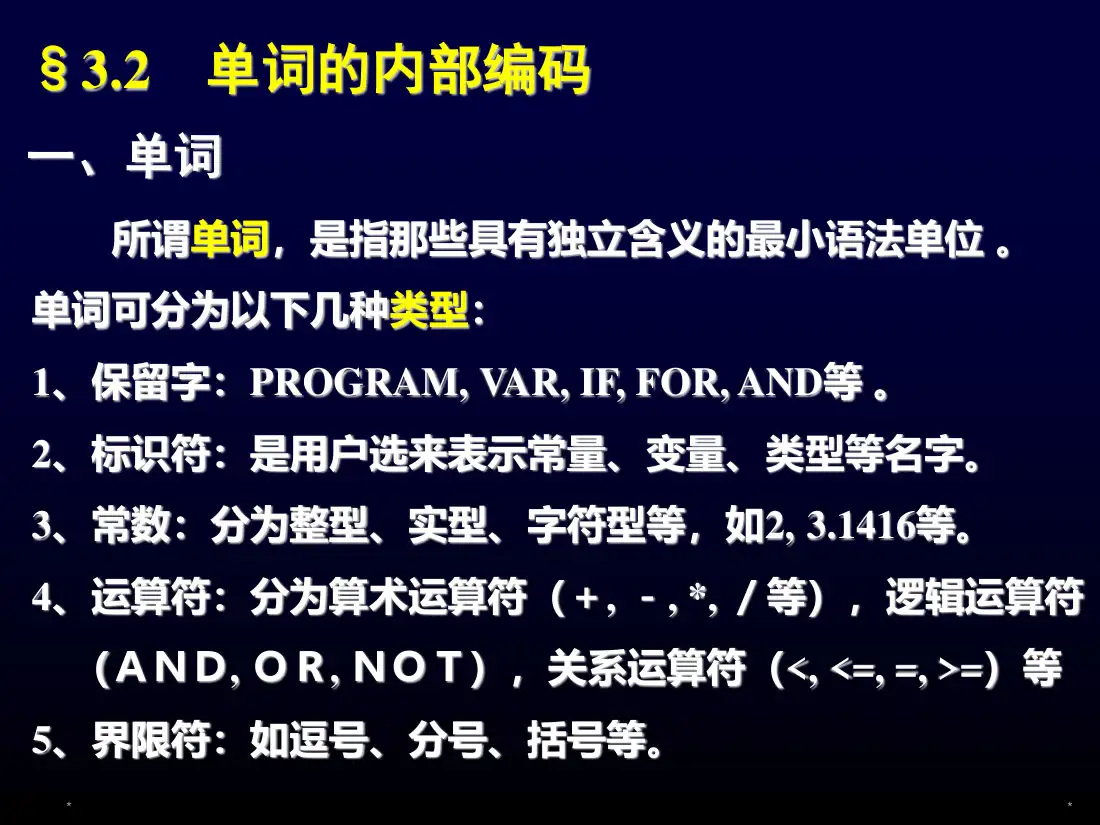 §3.2 单词的内部编码
一、单词
所谓单词，是指那些具有独立含义的最小语法单位 。
单词可分为以下几种类型：
1、保留字：PROGRAM, VAR, IF, FOR, AND等 。
2、标识符：是用户选来表示常量、变量、类型等名字。
3、常数：分为整型、实型、字符型等，如2, 3.1416等。
4、运算符：分为算术运算符（＋, －, *, ／等），逻辑运算符
（ＡＮＤ, ＯＲ, ＮＯＴ），关系运算符（<, <=, =, >=）等
5、界限符：如逗号、分号、括号等。
* *